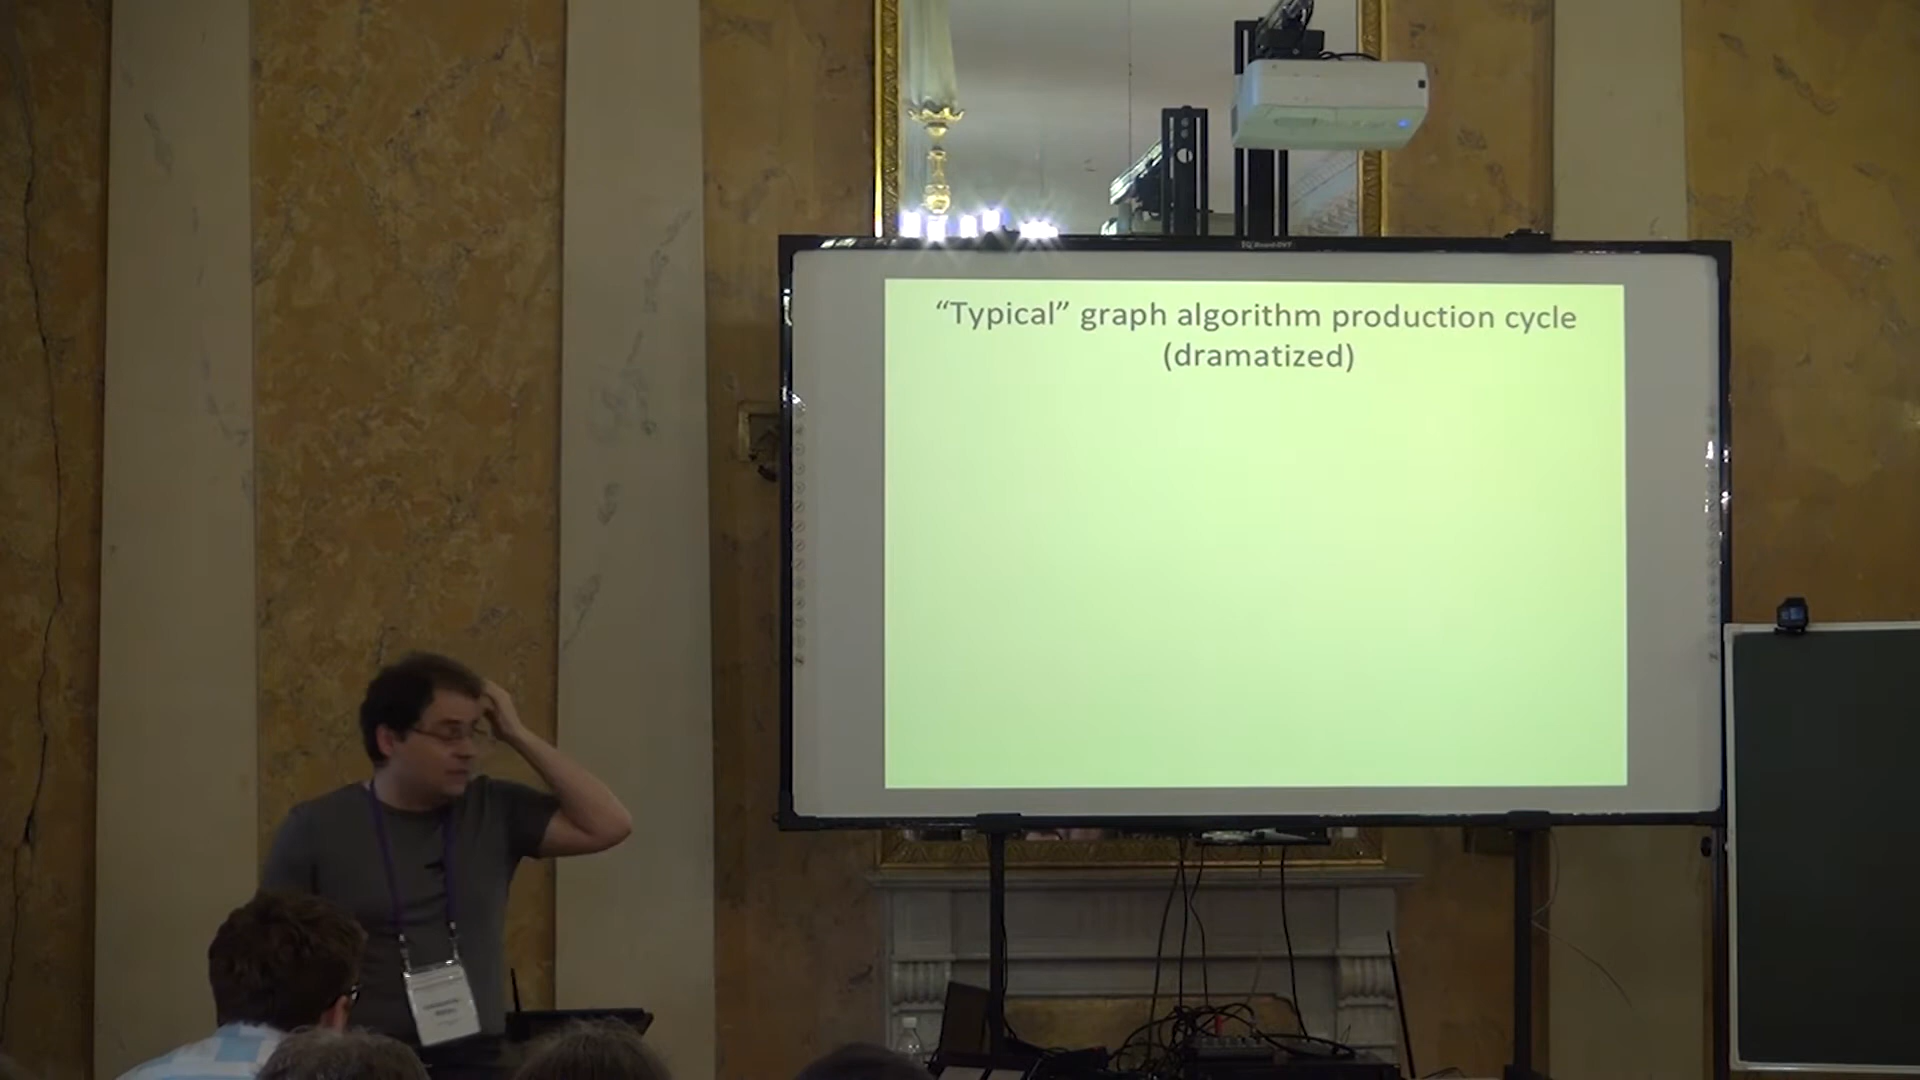 “Typical” graph algorithm production cycle
(dramatized)